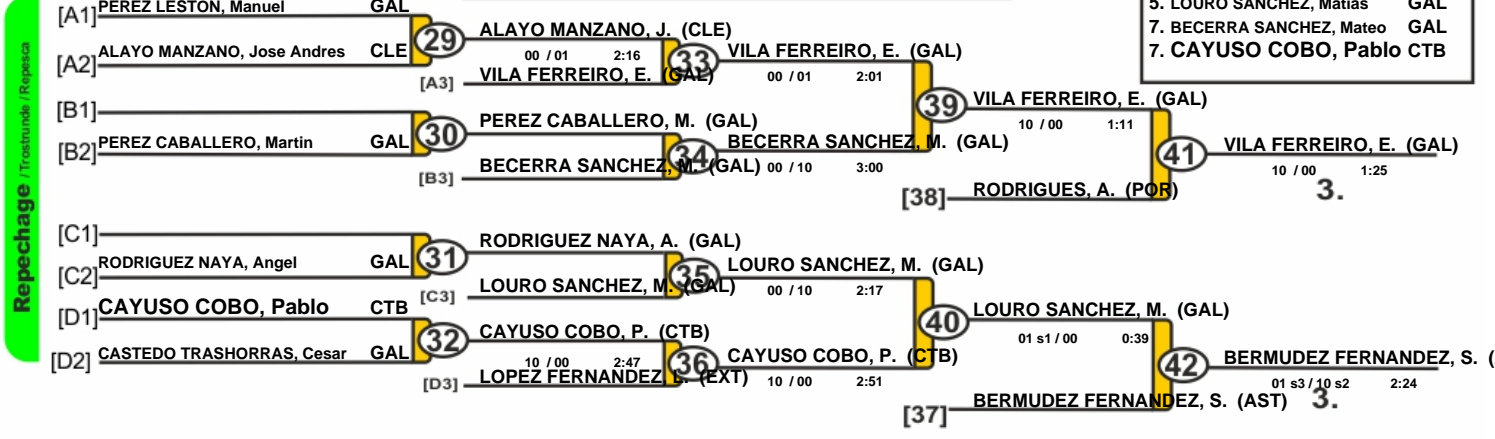 [A1] PEREZ LESTON, Manuel GAL
[A2] ALAYO MANZANO, Jose Andres CLE
29
ALAYO MANZANO, J. (CLE)
00 / 01 2:16
[A3] VILA FERREIRO, E. (GAL)
33
VILA FERREIRO, E. (GAL)
00 / 01 2:01
[B1]
[B2] PEREZ CABALLERO, Martin GAL
30
PEREZ CABALLERO, M. (GAL)
[B3] BECERRA SANCHEZ, M. (GAL)
34
BECERRA SANCHEZ, M. (GAL)
00 / 10 3:00
39
VILA FERREIRO, E. (GAL)
10 / 00 1:11
[38] RODRIGUES, A. (POR)
41
VILA FERREIRO, E. (GAL)
10 / 00 1:25
3.
[C1]
[C2] RODRIGUEZ NAYA, Angel GAL
31
RODRIGUEZ NAYA, A. (GAL)
[C3] LOURO SANCHEZ, M. (GAL)
35
LOURO SANCHEZ, M. (GAL)
00 / 10 2:17
[D1] CAYUSO COBO, Pablo CTB
[D2] CASTEDO TRASHORRAS, Cesar GAL
32
CAYUSO COBO, P. (CTB)
10 / 00 2:47
[D3] LOPEZ FERNANDEZ, L. (EXT)
36
CAYUSO COBO, P. (CTB)
10 / 00 2:51
40
LOURO SANCHEZ, M. (GAL)
01 s1 / 00 0:39
[37] BERMUDEZ FERNANDEZ, S. (AST)
42
BERMUDEZ FERNANDEZ, S. (
01 s3 / 10 s2 2:24
3.
5. LOURO SANCHEZ, Matias GAL
7. BECERRA SANCHEZ, Mateo GAL
7. CAYUSO COBO, Pablo CTB
Repechage / Trostrunde / Repesca